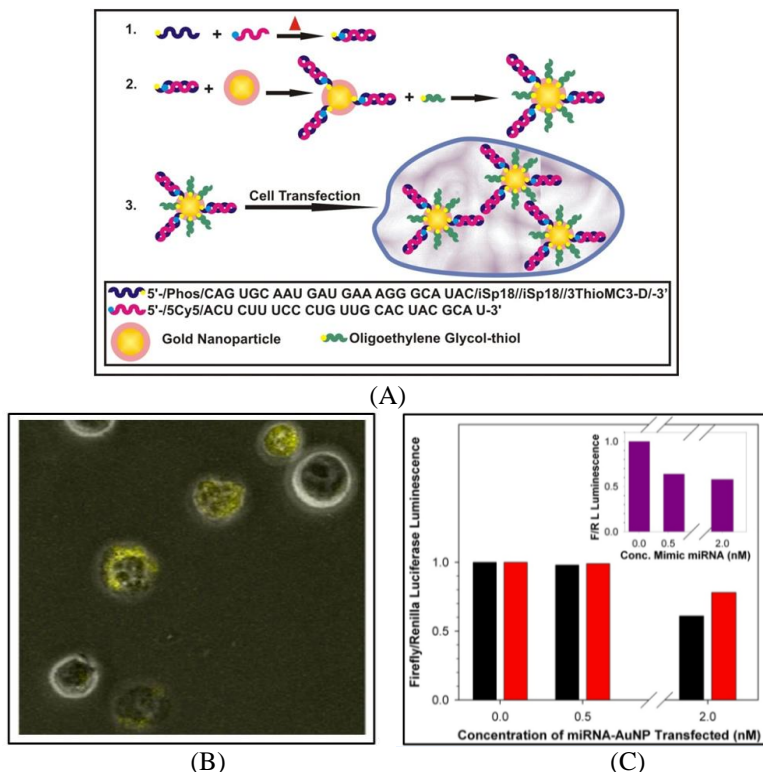 1. + 
2. + +
3. Cell Transfection
5'-/Phos/CAG UGC AAU GAU GAA AGG GCA UAC/iSp18//iSp18//3ThioMC3-D/-3'
5'-/5Cy5/ACU CUU UCC CUG UUG CAC UAC GCA U-3'
Gold Nanoparticle Oligoethylene Glycol-thiol
(A)
(B)
Firefly/Renilla Luciferase Luminescence
1.0
0.5
0.0
0.0 0.5 2.0
Concentration of miRNA-AuNP Transfected (nM)
F/R L Luminescence
1.0
0.5
0.0
0.0 0.5 2.0
Conc. Mimic miRNA (nM)
(C)